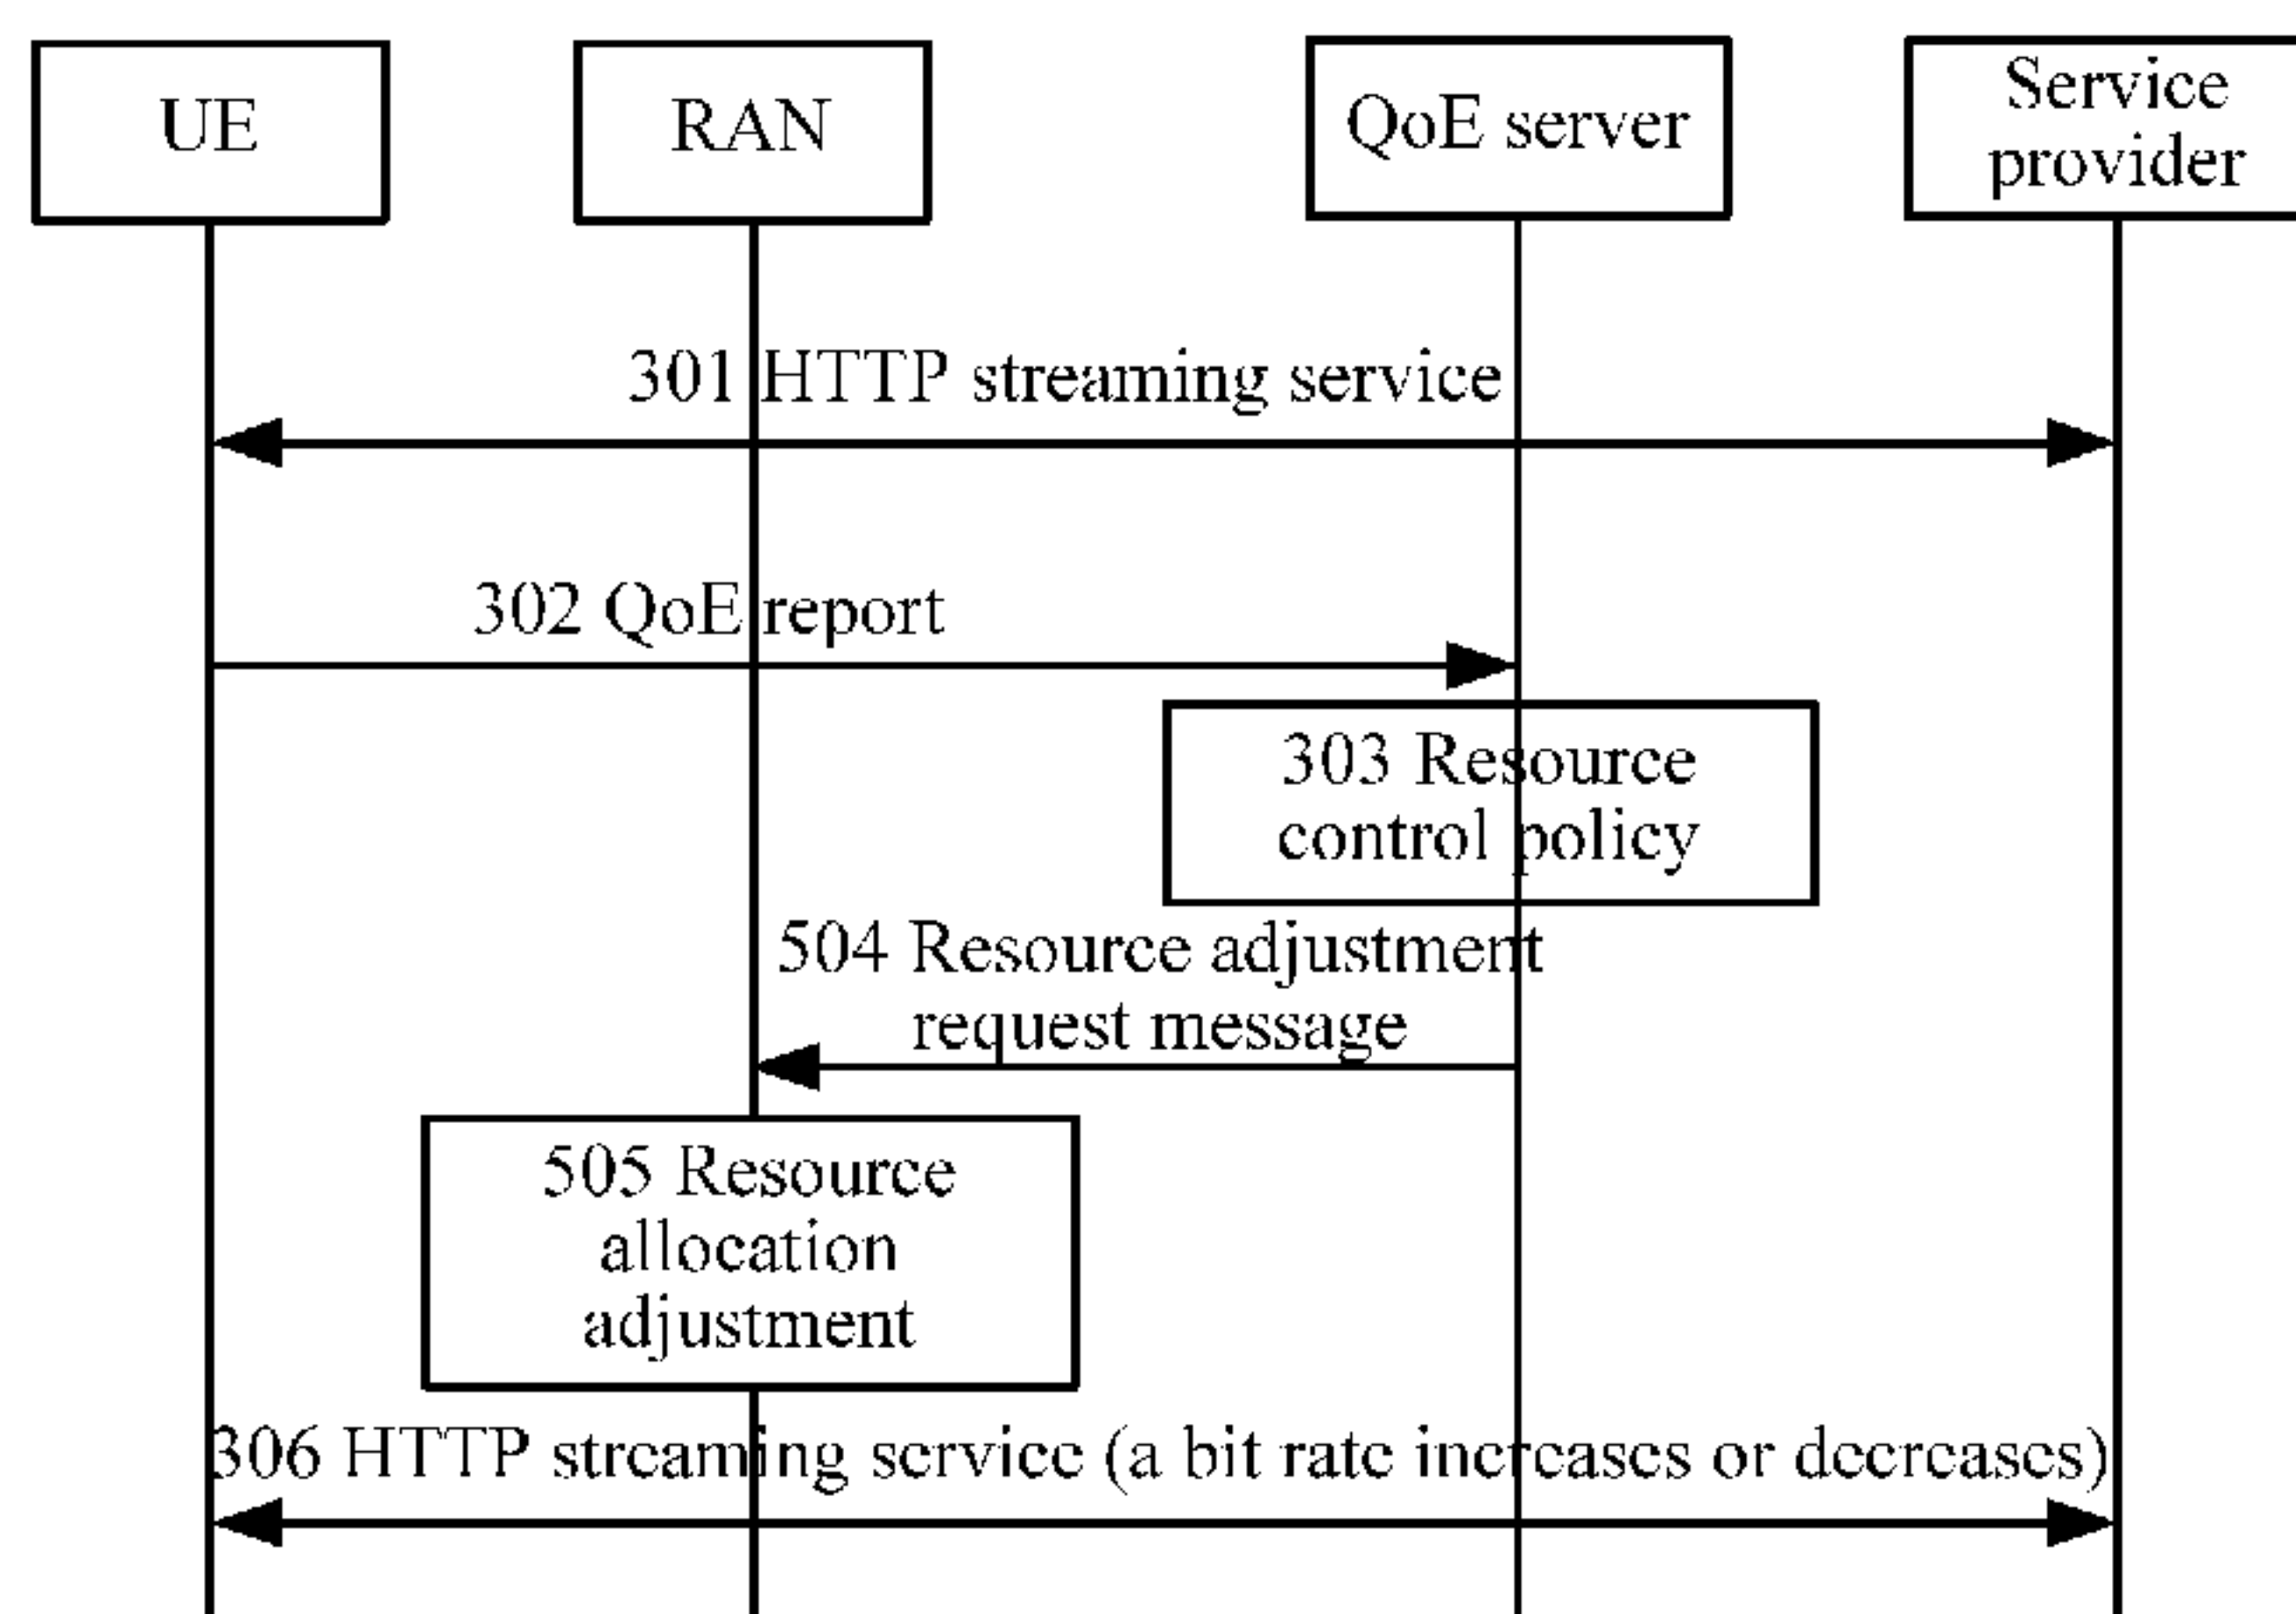 UE
RAN
QoE server
Service
provider
301 HTTP streaming service
302 QoE report
303 Resource
control policy
504 Resource adjustment
request message
505 Resource
allocation
adjustment
306 HTTP streaming service (a bit rate increases or decreases)